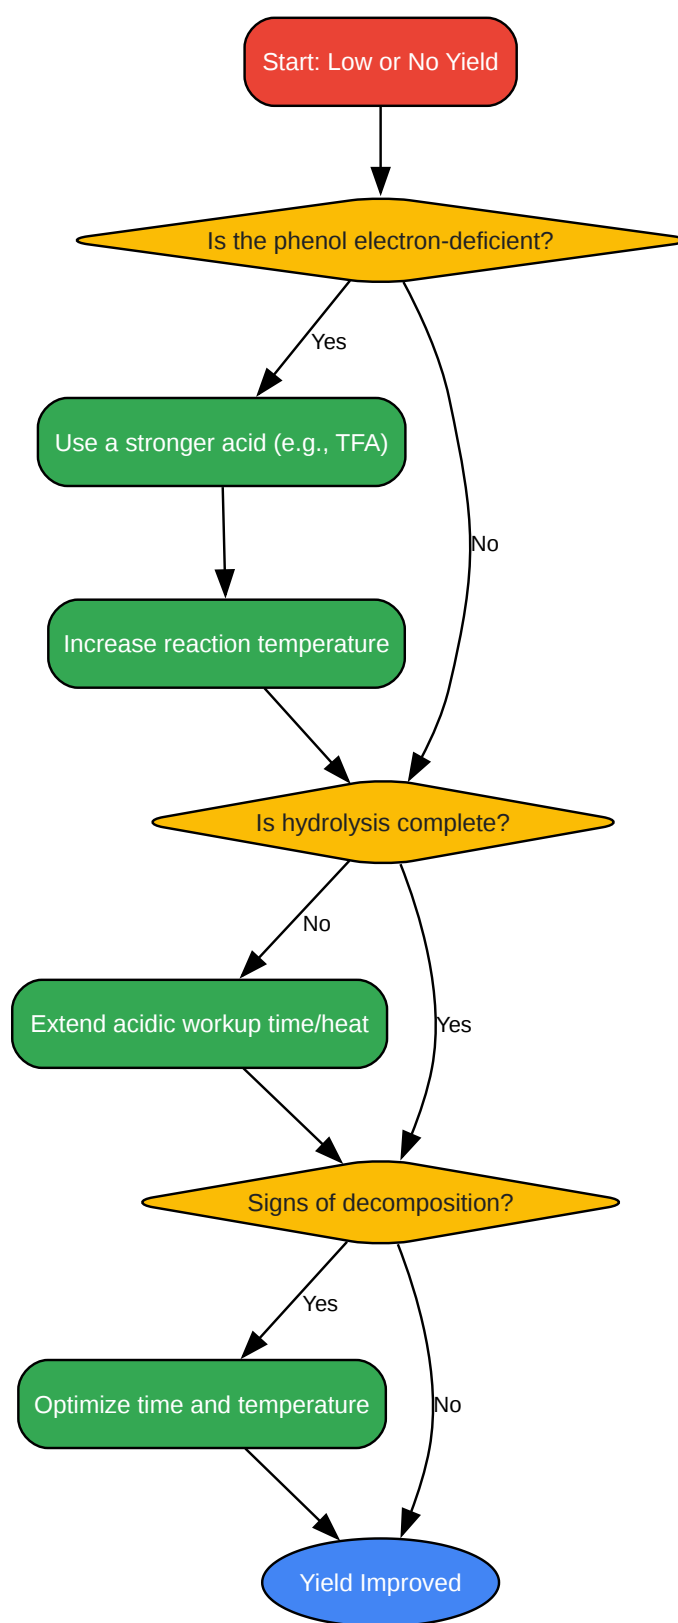 Start: Low or No Yield
Is the phenol electron-deficient?
Yes
Use a stronger acid (e.g., TFA)
No
Increase reaction temperature
Is hydrolysis complete?
No
Extend acidic workup time/heat
Yes
Signs of decomposition?
Yes
Optimize time and temperature
No
Yield Improved